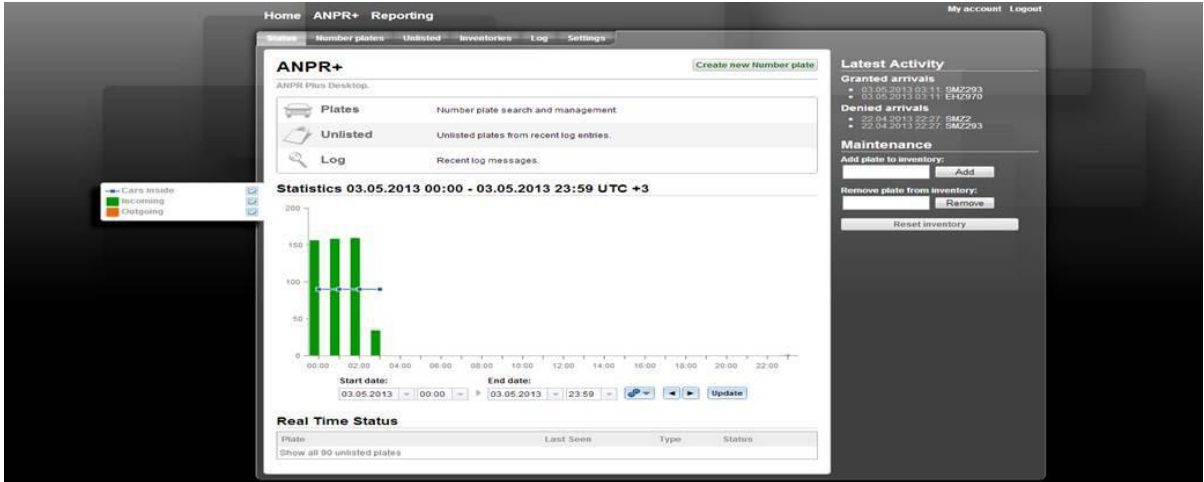 Home ANPR+ Reporting
My account Logout
Status Number plates Unlisted Inventories Log Settings
ANPR+
Create new Number plate
ANPR Plus Desktop.
Plates Number plate search and management.
Unlisted Unlisted plates from recent log entries.
Log Recent log messages.
Statistics 03.05.2013 00:00 - 03.05.2013 23:59 UTC +3
Cars inside
Incoming
Outgoing
200
150
100
50
0
00:00 02:00 04:00 06:00 08:00 10:00 12:00 14:00 16:00 18:00 20:00 22:00
Start date: End date:
03.05.2013 00:00 03.05.2013 23:59 Update
Real Time Status
Plate Last Seen Type Status
Show all 90 unlisted plates
Latest Activity
Granted arrivals
03.05.2013 03:11: SMZ293
03.05.2013 03:11: EHZ970
Denied arrivals
22.04.2013 22:27: SMZ2
22.04.2013 22:27: SMZ293
Maintenance
Add plate to inventory:
Add
Remove plate from inventory:
Remove
Reset inventory